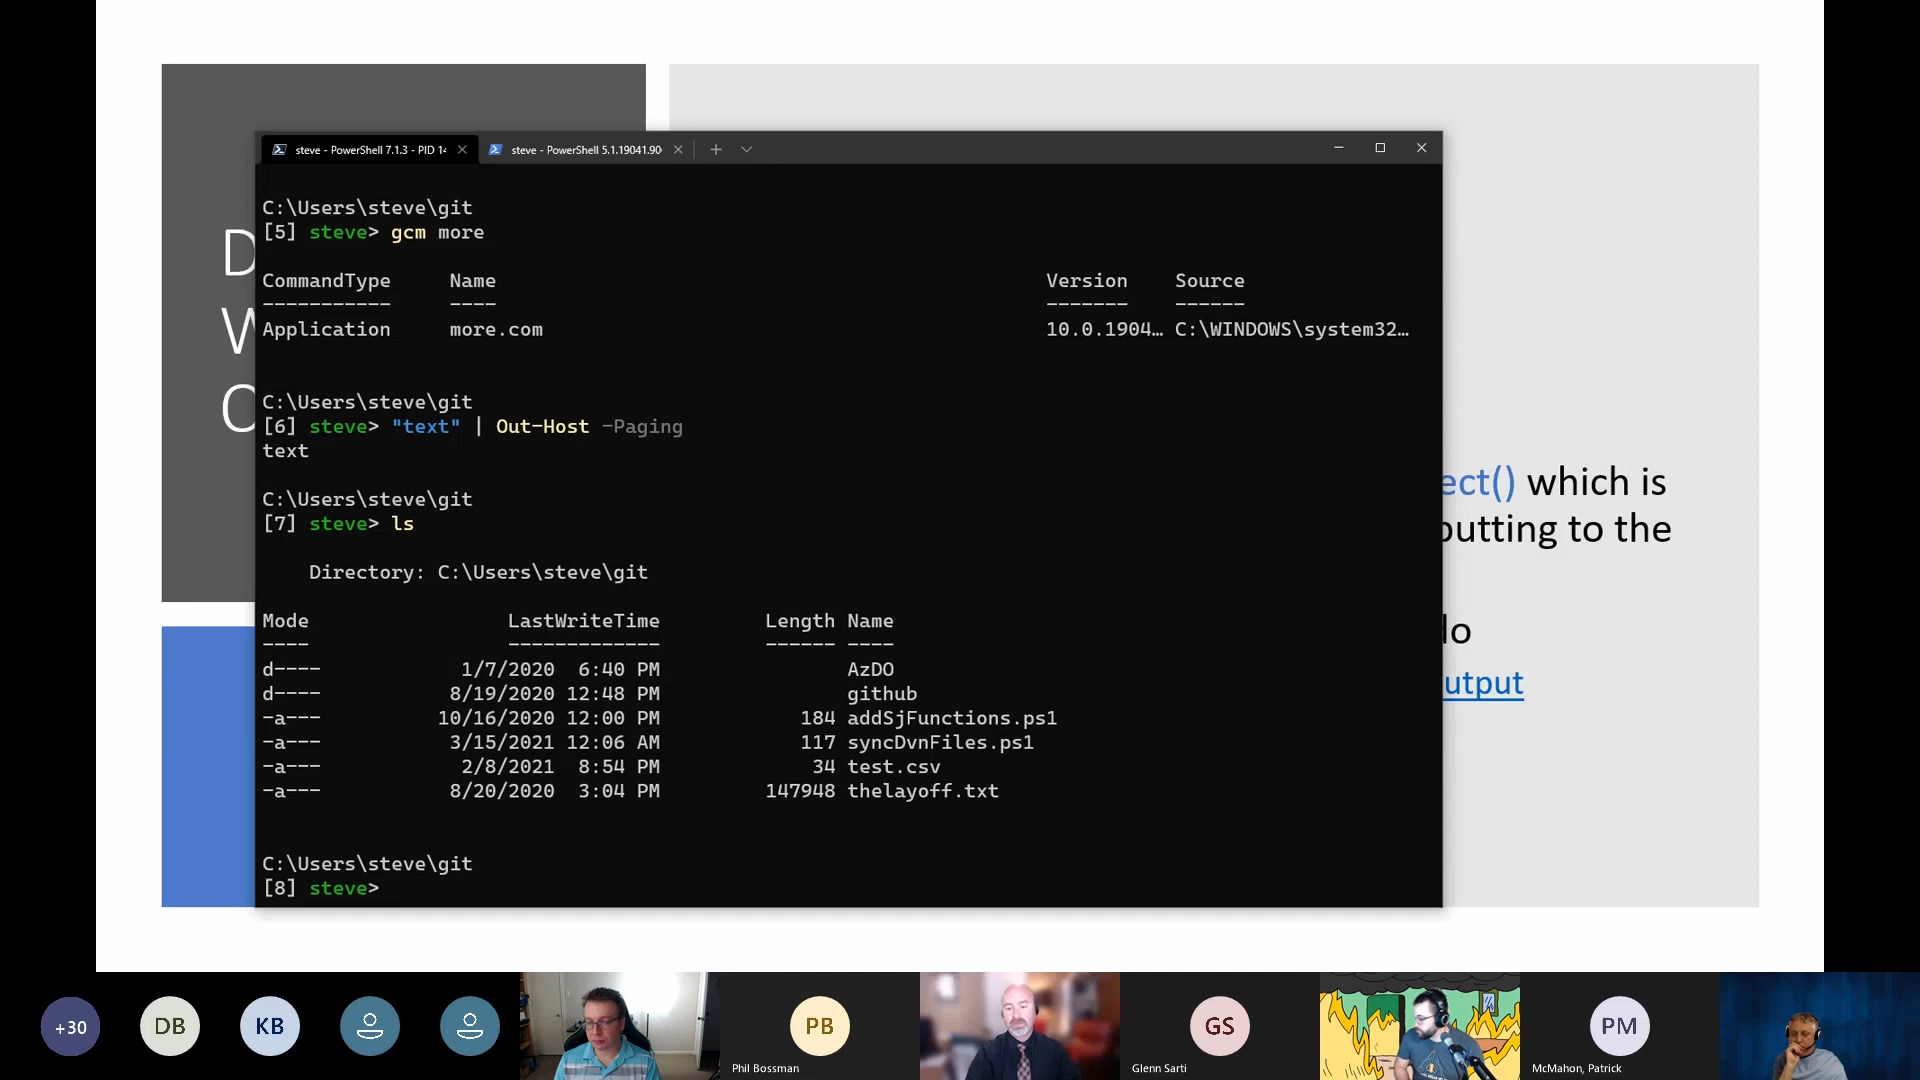 D
W
O
steve - PowerShell 7.1.3 - PID 14
steve - PowerShell 5.1.19041.90
C:\Users\steve\git
[5] steve> gcm more
CommandType     Name                                               Version    Source
-----------     ----                                               -------    ------
Application     more.com                                           10.0.1904… C:\WINDOWS\system32…
C:\Users\steve\git
[6] steve> "text" | Out-Host -Paging
text
C:\Users\steve\git
[7] steve> ls
    Directory: C:\Users\steve\git
Mode                 LastWriteTime         Length Name
----                 -------------         ------ ----
d----            1/7/2020  6:40 PM                AzDO
d----           8/19/2020 12:48 PM                github
-a---          10/16/2020 12:00 PM            184 addSjFunctions.ps1
-a---           3/15/2021 12:06 AM            117 syncDvnFiles.ps1
-a---            2/8/2021  8:54 PM             34 test.csv
-a---           8/20/2020  3:04 PM         147948 thelayoff.txt
C:\Users\steve\git
[8] steve>
ect() which is
putting to the
do
utput
+30
DB
KB
PB
Phil Bossman
GS
Glenn Sarti
PM
McMahon, Patrick